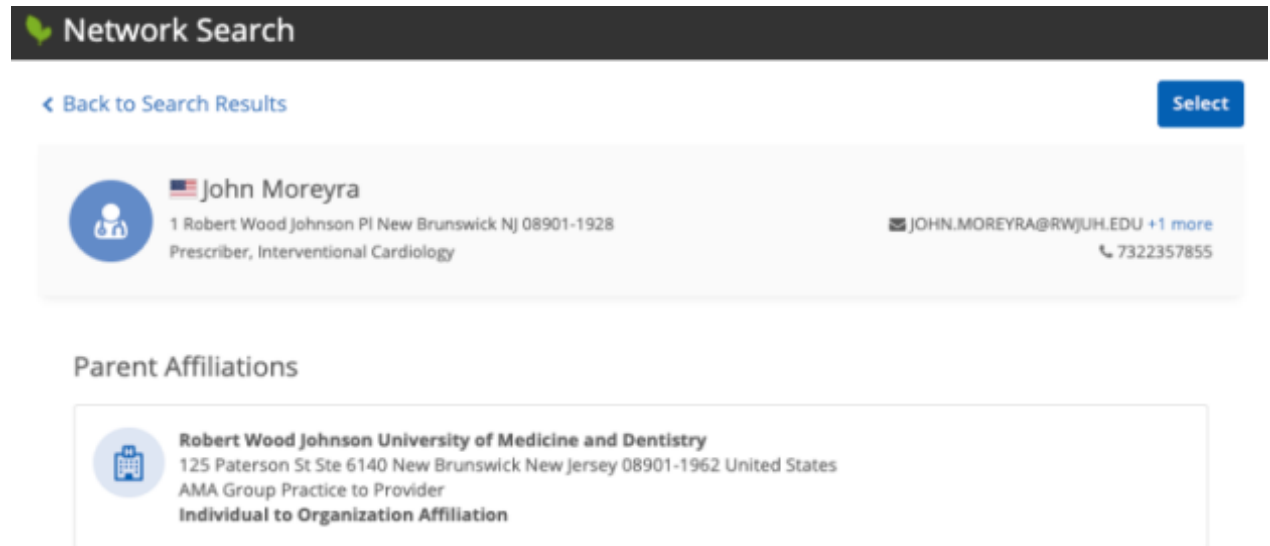 Network Search
Back to Search Results
Select
John Moreyra
1 Robert Wood Johnson Pl New Brunswick NJ 08901-1928
Prescriber, Interventional Cardiology
JOHN.MOREYRA@RWJUH.EDU +1 more
7322357855
Parent Affiliations
Robert Wood Johnson University of Medicine and Dentistry
125 Paterson St Ste 6140 New Brunswick New Jersey 08901-1962 United States
AMA Group Practice to Provider
Individual to Organization Affiliation